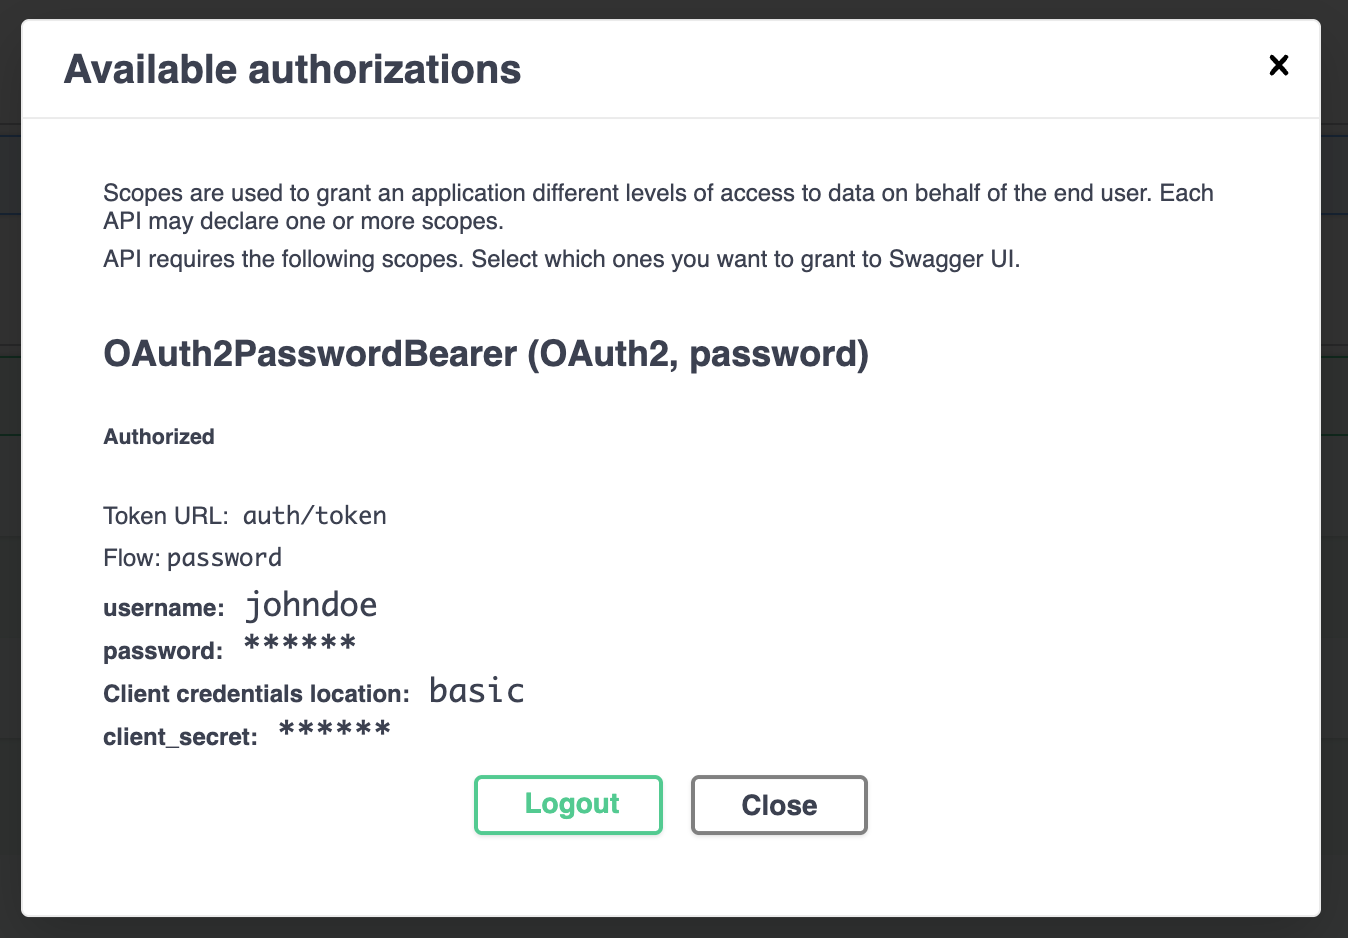 Available authorizations
Scopes are used to grant an application different levels of access to data on behalf of the end user. Each
API may declare one or more scopes.
API requires the following scopes. Select which ones you want to grant to Swagger UI.
OAuth2PasswordBearer (OAuth2, password)
Authorized
Token URL: auth/token
Flow: password
username: johndoe
password: ******
Client credentials location: basic
client_secret: ******
Logout Close